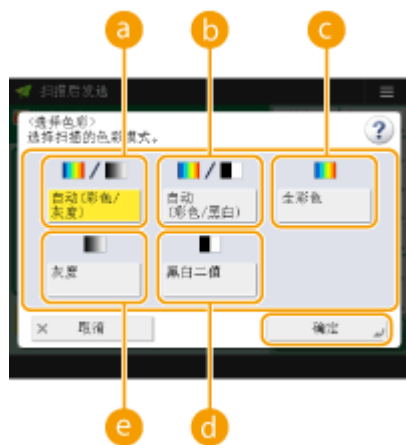 a
b
c
扫描后发送
<选择色彩>
选择扫描的色彩模式。
?
/
/
自动(彩色/
灰度)
自动
(彩色/黑白)
全彩色
灰度
黑白二值
× 取消
确定
e
d